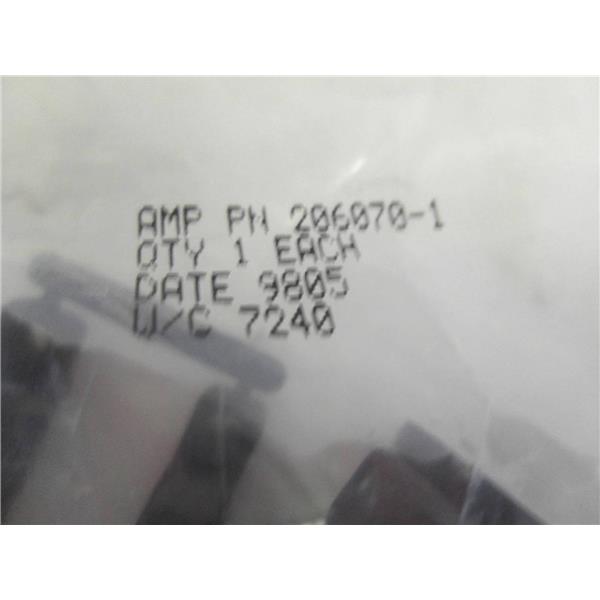 AMP PN 206070-1
QTY 1 EACH
DATE 9805
W/C 7240